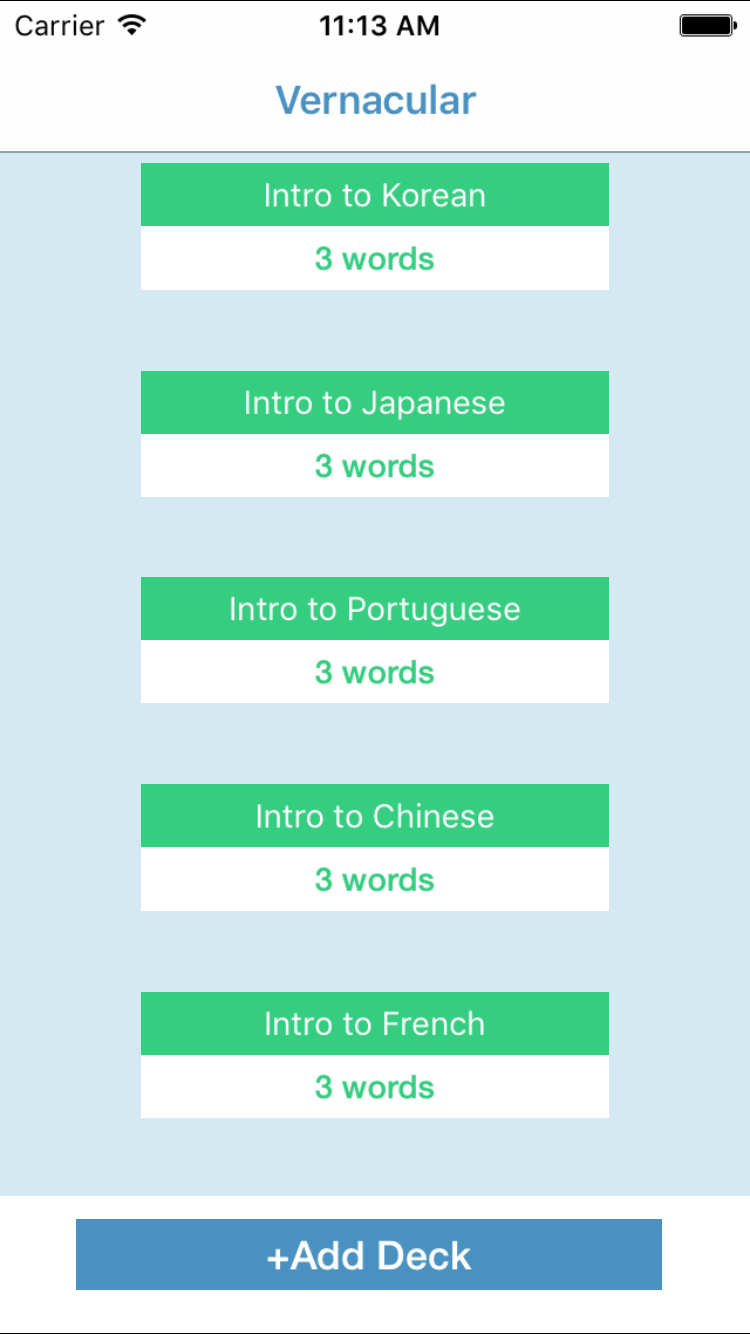 Carrier 11:13 AM
Vernacular
Intro to Korean
3 words
Intro to Japanese
3 words
Intro to Portuguese
3 words
Intro to Chinese
3 words
Intro to French
3 words
+Add Deck